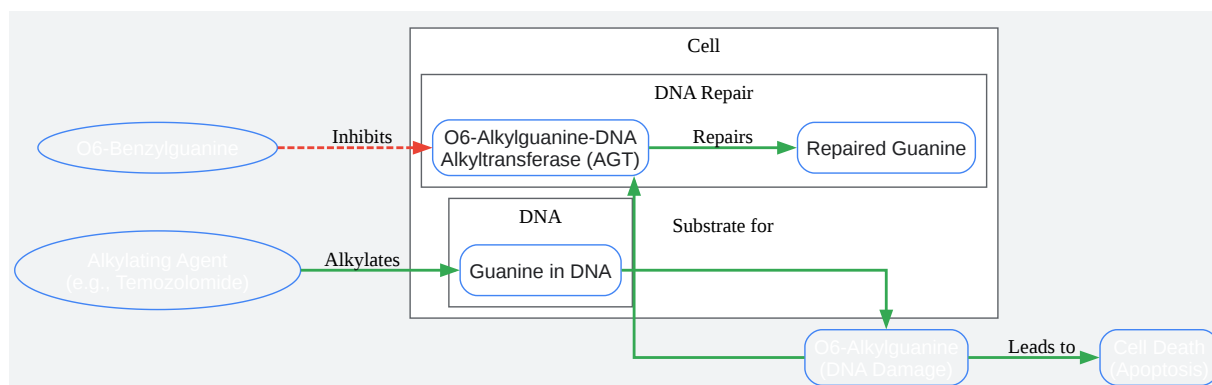 Cell
DNA Repair
O6-Benzylguanine
Inhibits
O6-Alkylguanine-DNA
Alkyltransferase (AGT)
Repairs
Repaired Guanine
DNA
Substrate for
Alkylating Agent
(e.g., Temozolomide)
Alkylates
Guanine in DNA
O6-Alkylguanine
(DNA Damage)
Leads to
Cell Death
(Apoptosis)